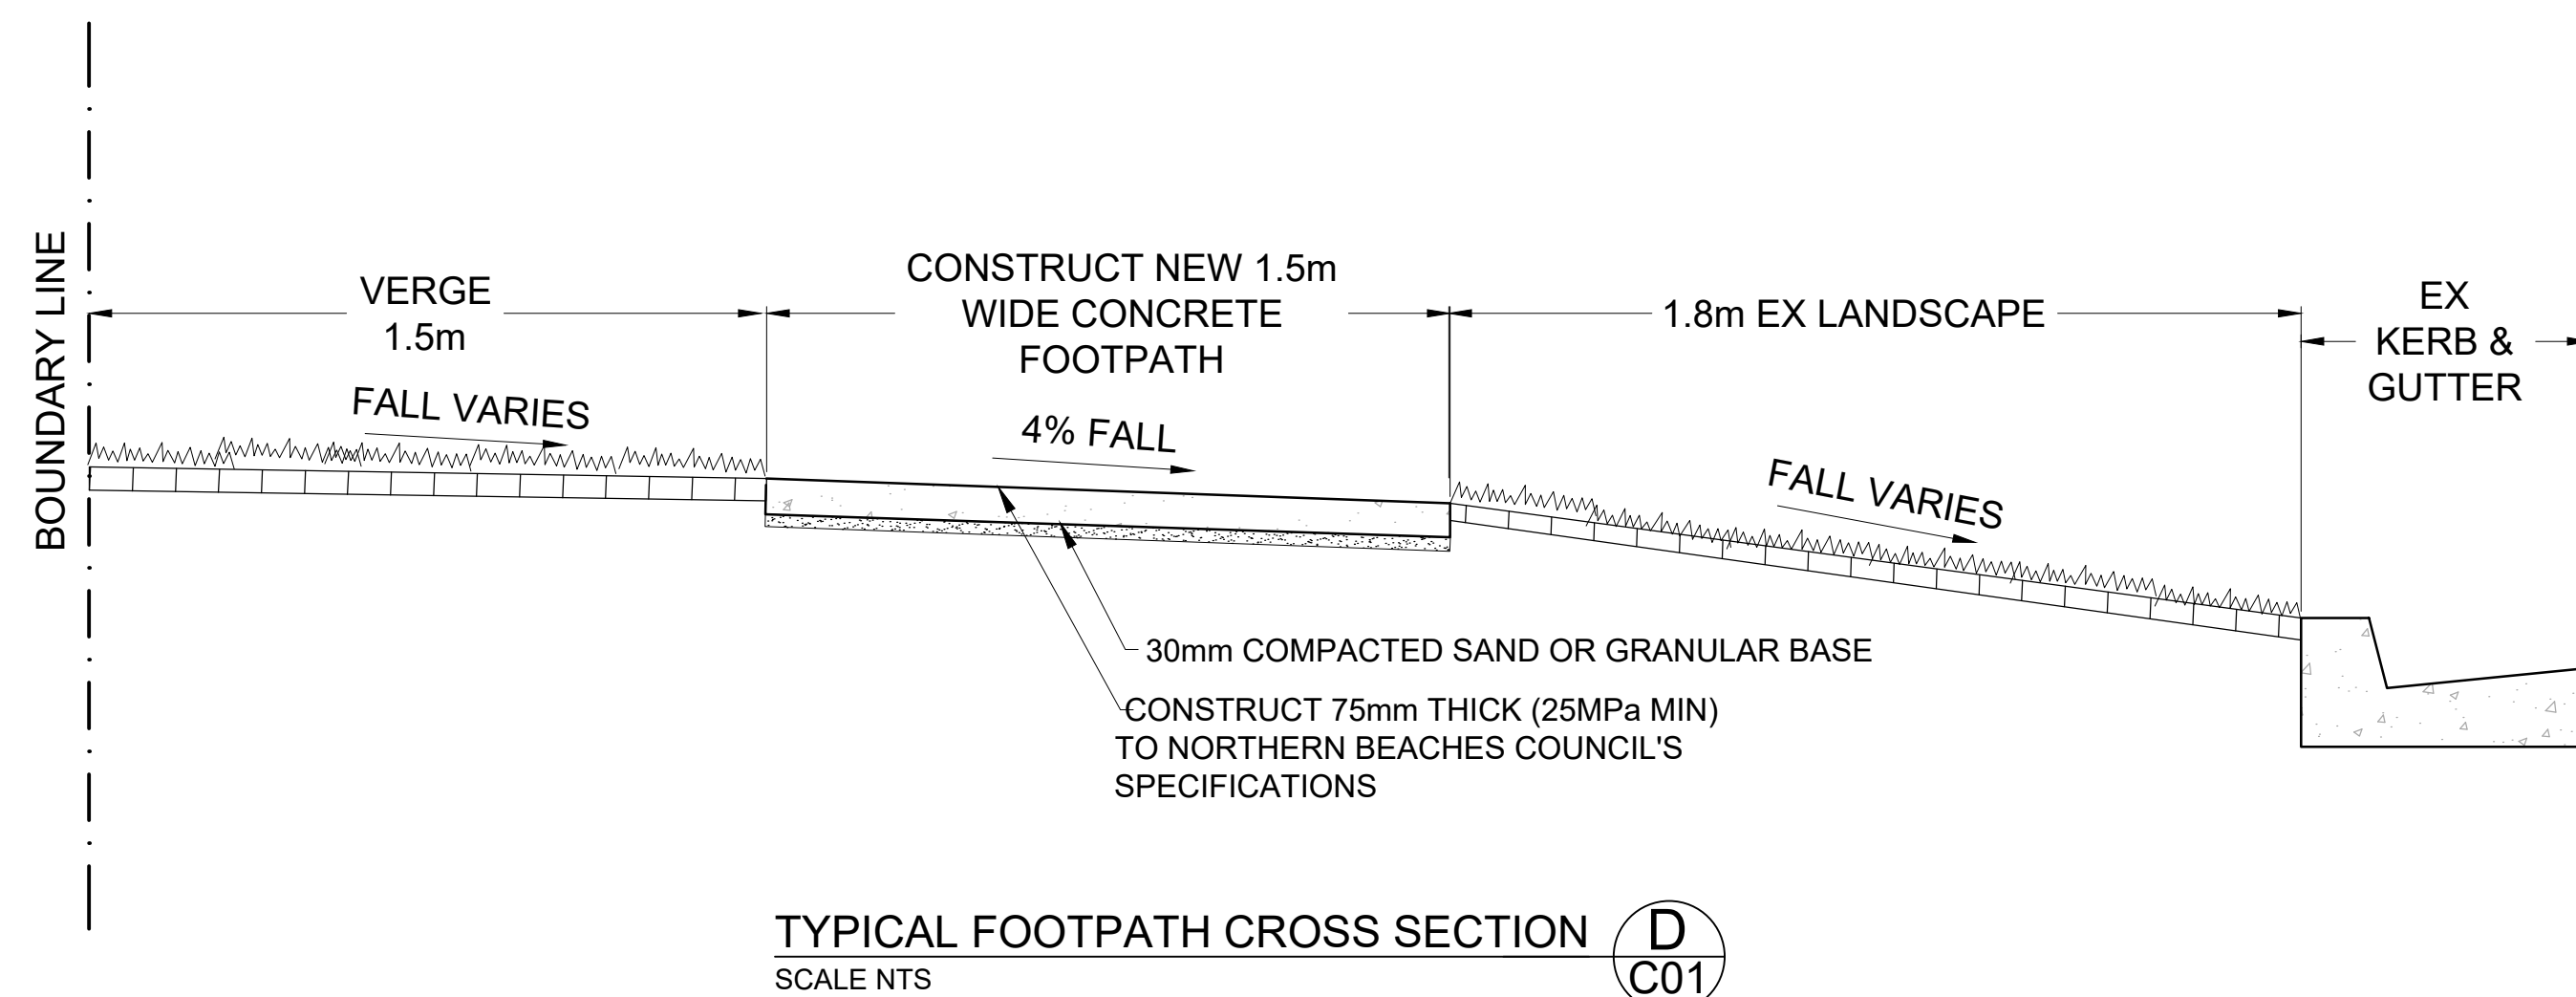 BOUNDARY LINE
VERGE
1.5m
FALL VARIES
CONSTRUCT NEW 1.5m
WIDE CONCRETE
FOOTPATH
4% FALL
1.8m EX LANDSCAPE
FALL VARIES
EX
KERB &
GUTTER
30mm COMPACTED SAND OR GRANULAR BASE
CONSTRUCT 75mm THICK (25MPa MIN)
TO NORTHERN BEACHES COUNCIL'S
SPECIFICATIONS
TYPICAL FOOTPATH CROSS SECTION
SCALE NTS
D
C01